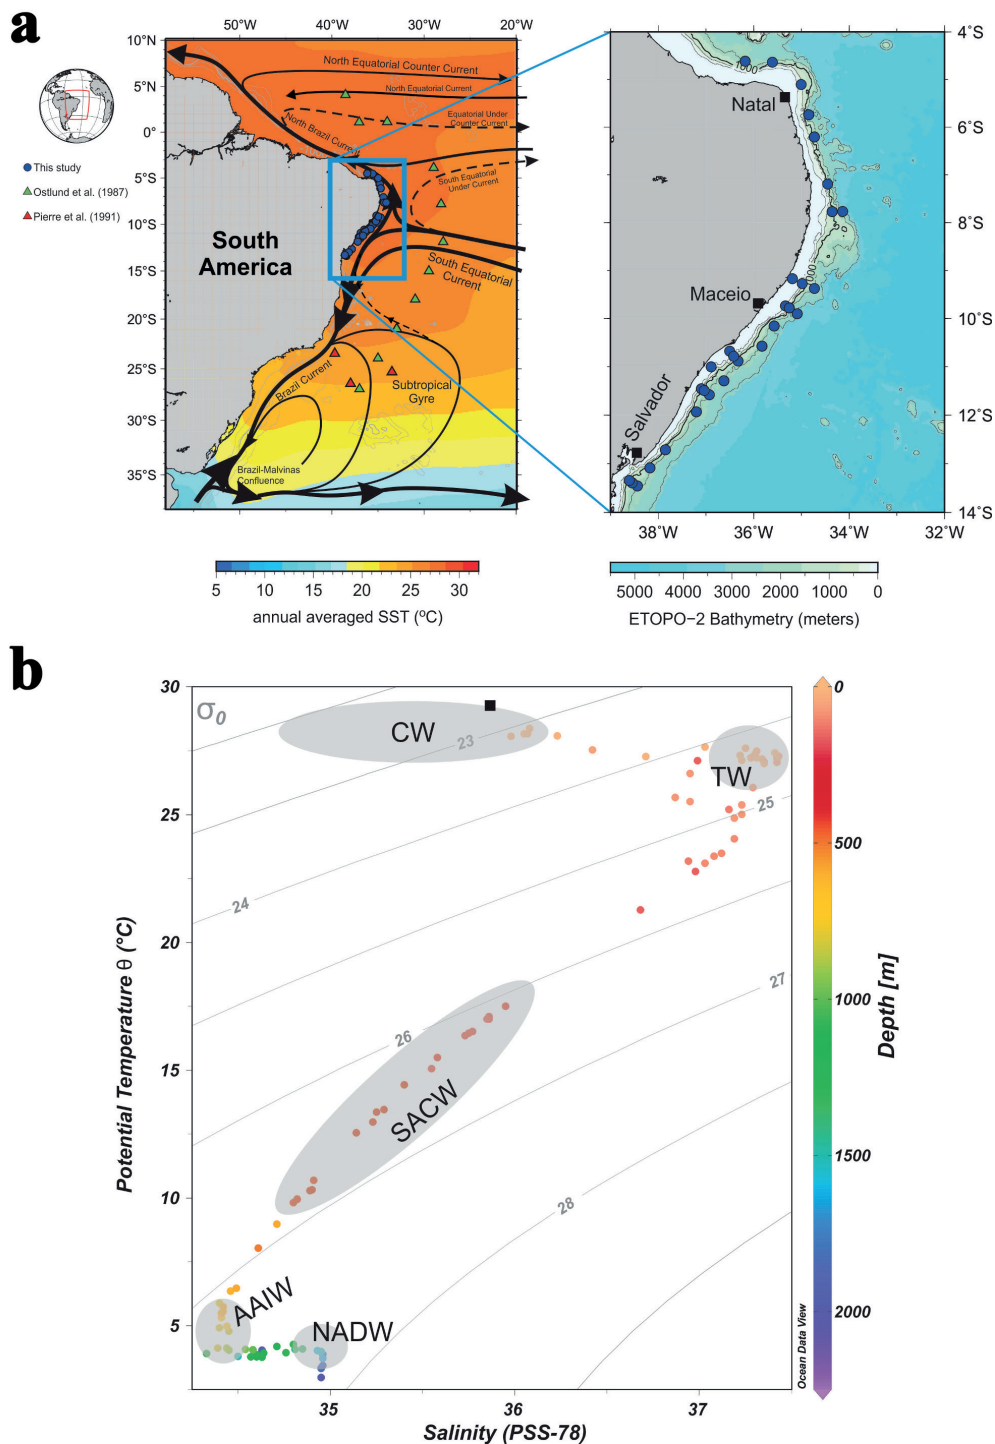 a
50°W 40°W 30°W 20°W
10°N
5°N
0°
5°S
10°S
15°S
20°S
25°S
30°S
35°S
This study
Ostlund et al. (1987)
Pierre et al. (1991)
North Equatorial Counter Current
North Equatorial Current
Equatorial Under
Counter Current
North Brazil Current
South Equatorial
Under Current
South
America
South Equatorial
Current
Brazil Current
Subtropical
Gyre
Brazil-Malvinas
Confluence
5 10 15 20 25 30
annual averaged SST (ºC)
1000
Natal
Maceio
1000
Salvador
4°S
6°S
8°S
10°S
12°S
14°S
38°W 36°W 34°W 32°W
5000 4000 3000 2000 1000 0
ETOPO−2 Bathymetry (meters)
b
σ0
30
25
20
15
10
5
Potential Temperature θ (°C)
CW
23
TW
25
24
27
26
SACW
28
AAIW
NADW
35 36 37
Salinity (PSS-78)
0
500
1000
1500
2000
Depth [m]
Ocean Data View